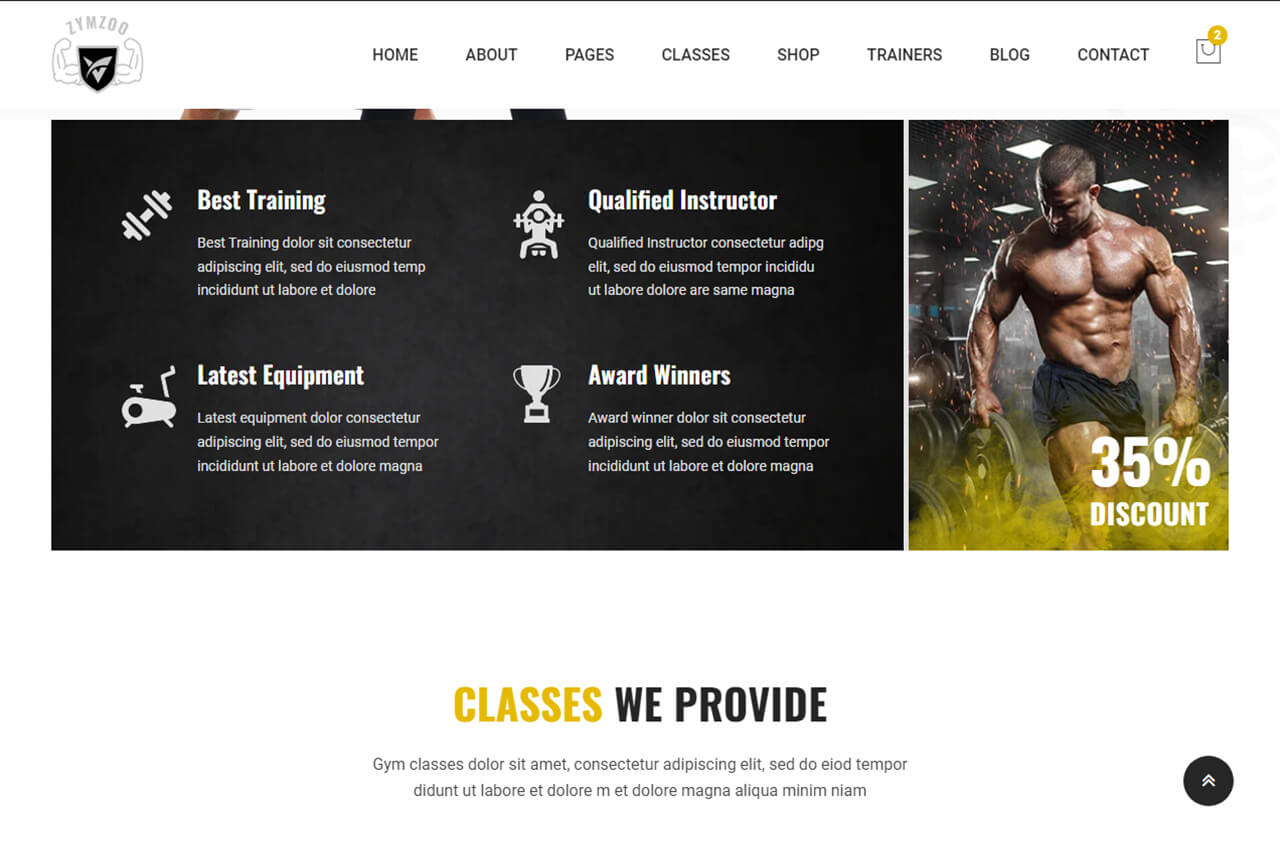 ZYMZOO
HOME
ABOUT
PAGES
CLASSES
SHOP
TRAINERS
BLOG
CONTACT
2
Best Training
Best Training dolor sit consectetur
adipiscing elit, sed do eiusmod temp
incididunt ut labore et dolore
Qualified Instructor
Qualified Instructor consectetur adipg
elit, sed do eiusmod tempor incididu
ut labore dolore are same magna
Latest Equipment
Latest equipment dolor consectetur
adipiscing elit, sed do eiusmod tempor
incididunt ut labore et dolore magna
Award Winners
Award winner dolor sit consectetur
adipiscing elit, sed do eiusmod tempor
incididunt ut labore et dolore magna
35%
DISCOUNT
CLASSES WE PROVIDE
Gym classes dolor sit amet, consectetur adipiscing elit, sed do eiod tempor
didunt ut labore et dolore m et dolore magna aliqua minim niam